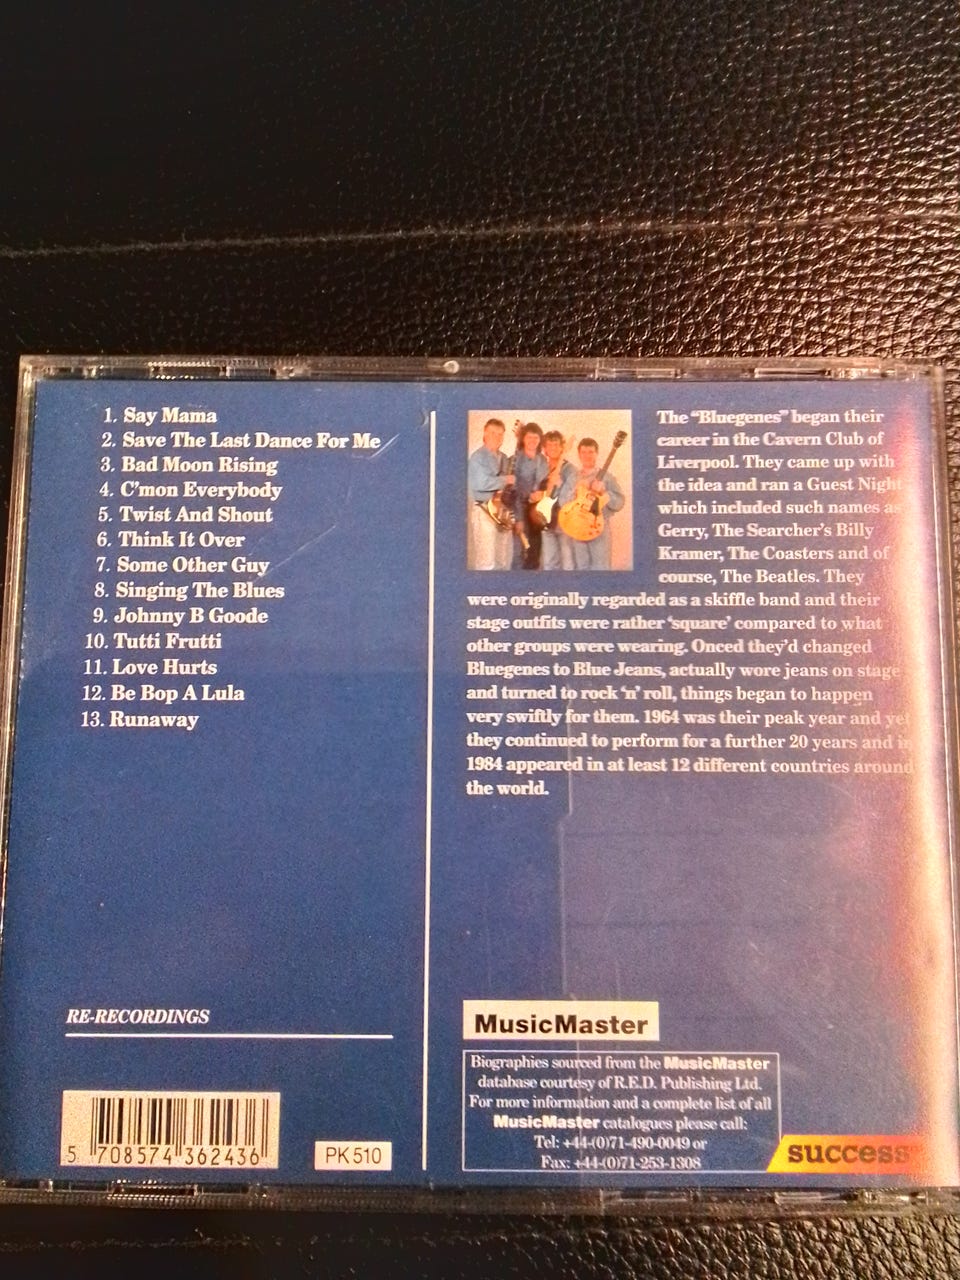 1. Say Mama
2. Save The Last Dance For Me
3. Bad Moon Rising
4. C'mon Everybody
5. Twist And Shout
6. Think It Over
7. Some Other Guy
8. Singing The Blues
9. Johnny B Goode
10. Tutti Frutti
11. Love Hurts
12. Be Bop A Lula
13. Runaway
RE-RECORDINGS
5 708574 362436
PK 510
The "Bluegenes" began their
career in the Cavern Club of
Liverpool. They came up with
the idea and ran a Guest Night
which included such names as
Gerry, The Searcher's Billy
Kramer, The Coasters and of
course, The Beatles. They
were originally regarded as a skiffle band and their
stage outfits were rather 'square' compared to what
other groups were wearing. Onced they'd changed
Bluegenes to Blue Jeans, actually wore jeans on stage
and turned to rock 'n' roll, things began to happen
very swiftly for them. 1964 was their peak year and yet
they continued to perform for a further 20 years and in
1984 appeared in at least 12 different countries around
the world.
MusicMaster
Biographies sourced from the MusicMaster
database courtesy of R.E.D. Publishing Ltd.
For more information and a complete list of all
MusicMaster catalogues please call:
Tel: +44-(0)71-490-0049 or
Fax: +44-(0)71-253-1308
success